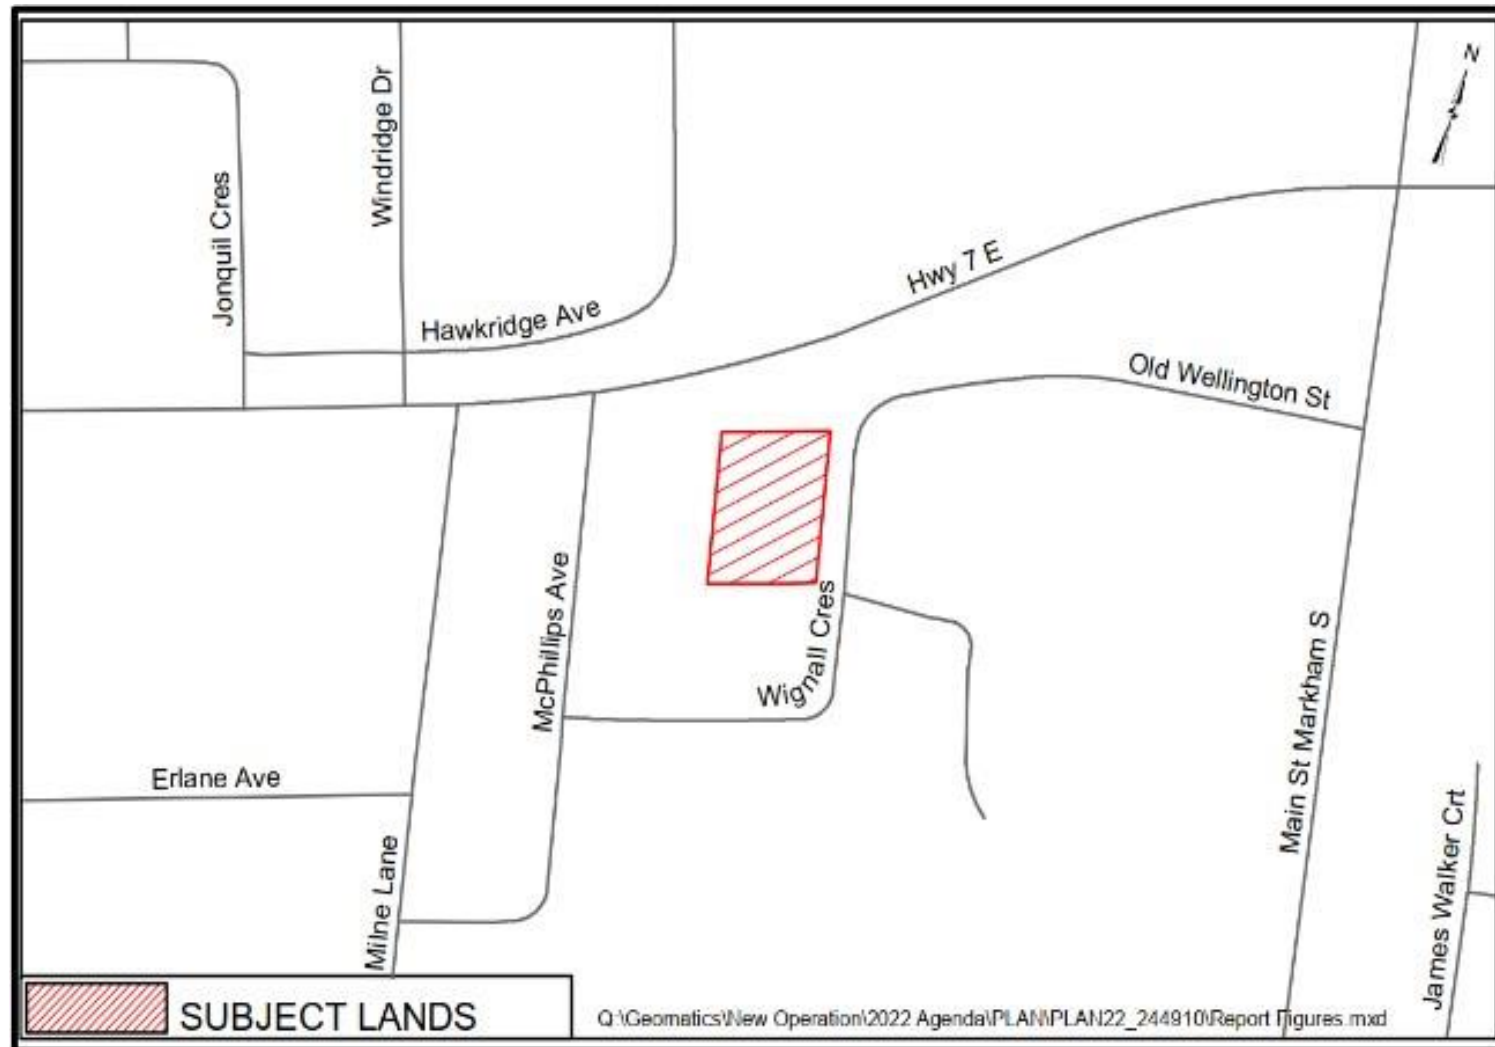 N
Windridge Dr
Jonquil Cres
Hwy 7 E
Hawkridge Ave
Old Wellington St
McPhillips Ave
Wignall Cres
Main St Markham S
Erlane Ave
Milne Lane
James Walker Crt
SUBJECT LANDS
Q:\Geomatics\New Operation\2022 Agenda\PLAN\PLAN22_244910\Report Figures.mxd